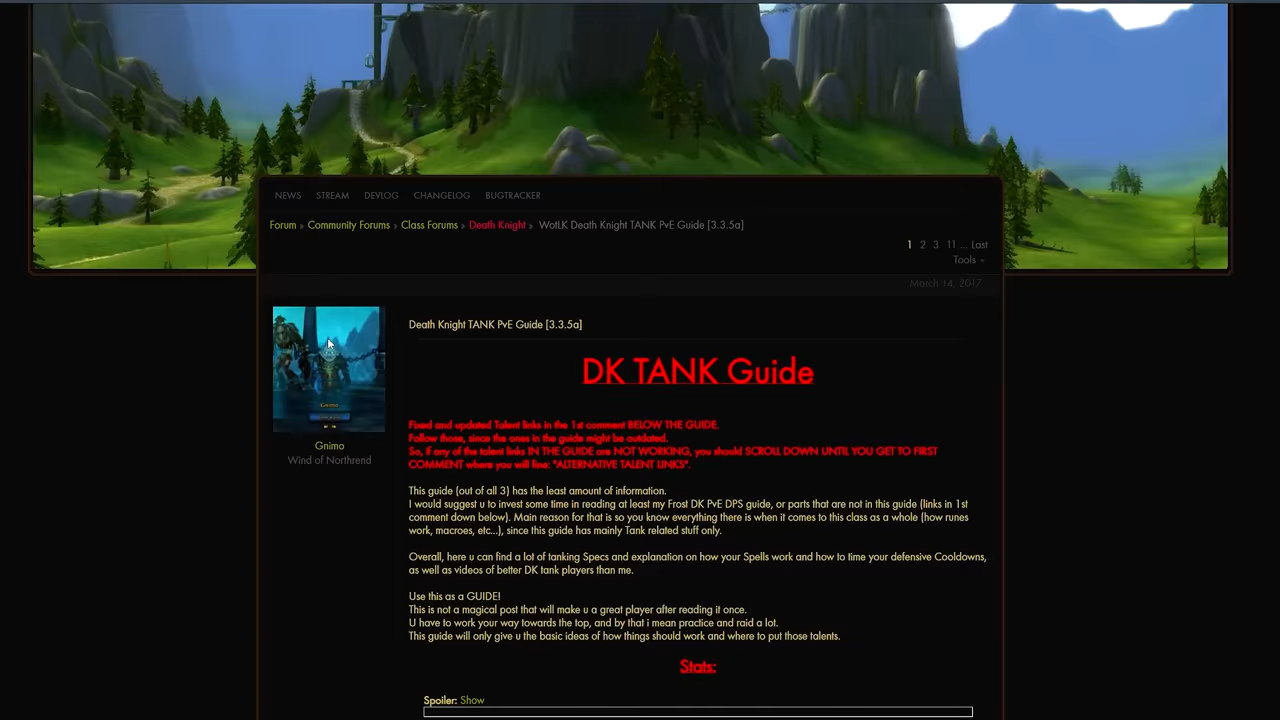 NEWS STREAM DEVLOG CHANGELOG BUGTRACKER
Forum » Community Forums » Class Forums » Death Knight » WotLK Death Knight TANK PvE Guide [3.3.5a]
1 2 3 11 ... Last
Tools
March 14, 2017
Death Knight TANK PvE Guide [3.3.5a]
DK TANK Guide
Gnimo
Wind of Northrend
Fixed and updated Talent links in the 1st comment BELOW THE GUIDE.
Follow those, since the ones in the guide might be outdated.
So, if any of the talent links IN THE GUIDE are NOT WORKING, you should SCROLL DOWN UNTIL YOU GET TO FIRST
COMMENT where you will fine: "ALTERNATIVE TALENT LINKS".
This guide (out of all 3) has the least amount of information.
I would suggest u to invest some time in reading at least my Frost DK PvE DPS guide, or parts that are not in this guide (links in 1st
comment down below). Main reason for that is so you know everything there is when it comes to this class as a whole (how runes
work, macroes, etc...), since this guide has mainly Tank related stuff only.
Overall, here u can find a lot of tanking Specs and explanation on how your Spells work and how to time your defensive Cooldowns,
as well as videos of better DK tank players than me.
Use this as a GUIDE!
This is not a magical post that will make u a great player after reading it once.
U have to work your way towards the top, and by that i mean practice and raid a lot.
This guide will only give u the basic ideas of how things should work and where to put those talents.
Stats:
Spoiler: Show